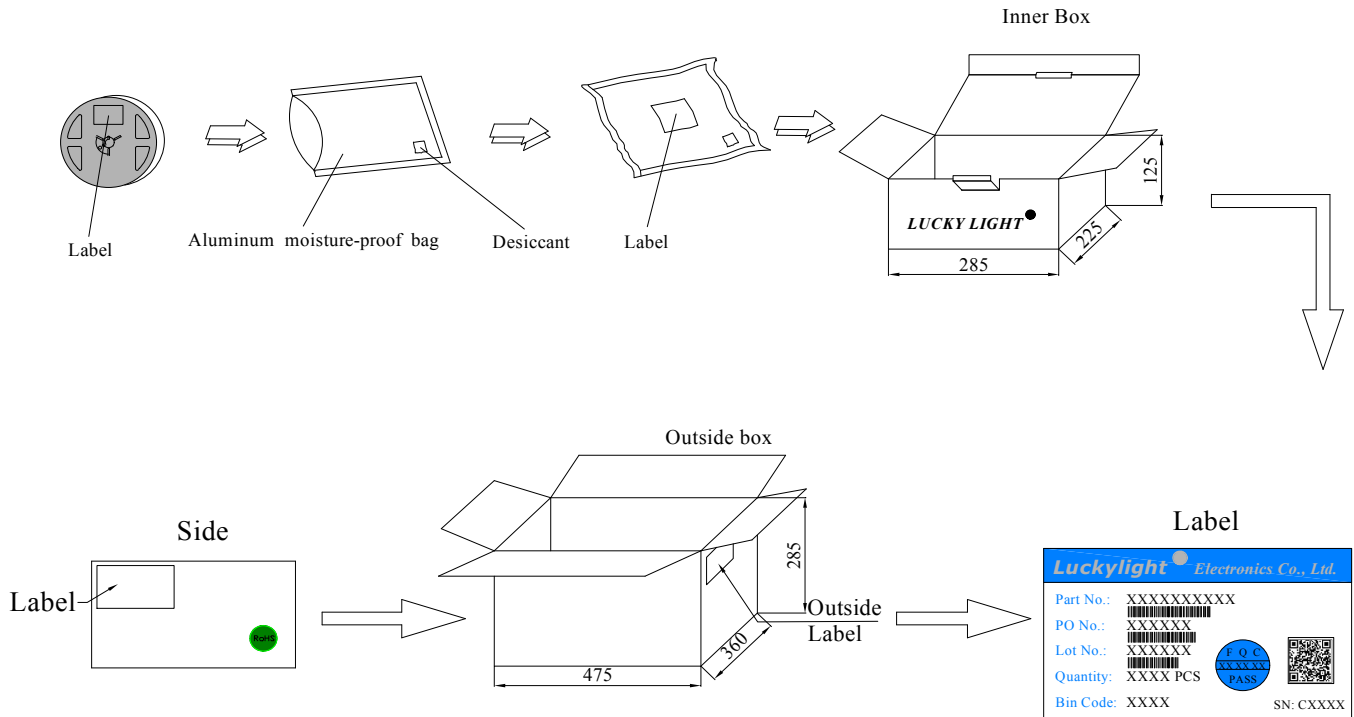 Inner Box
Label
Aluminum moisture-proof bag
Desiccant
Label
LUCKY LIGHT
125
225
285
Side
Label
RoHS
Outside box
285
Outside
Label
360
475
Label
Luckylight Electronics Co., Ltd.
Part No.: XXXXXXXXXX
PO No.: XXXXXX
Lot No.: XXXXXX
Quantity: XXXX PCS
Bin Code: XXXX
F Q C
XXXXXX
PASS
SN: CXXXX